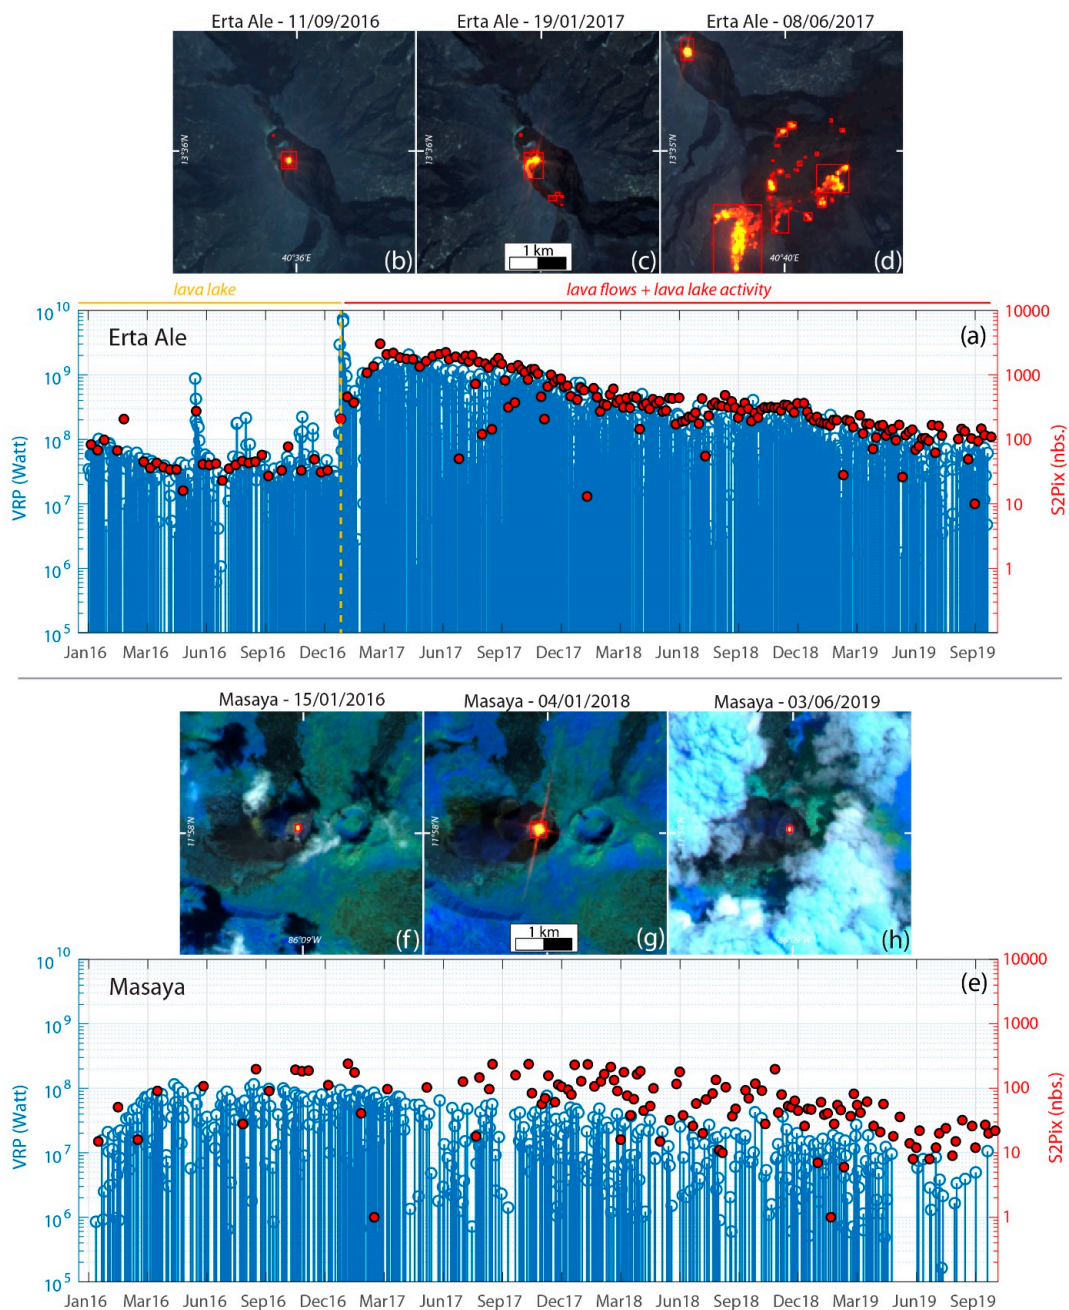 Erta Ale - 11/09/2016
Erta Ale - 19/01/2017
Erta Ale - 08/06/2017
13°36'N
40°36'E
(b)
13°36'N
1 km
(c)
13°35'N
40°40'E
(d)
lava lake
lava flows + lava lake activity
Erta Ale
(a)
VRP (Watt)
10^10
10^9
10^8
10^7
10^6
10^5
S2Pix (nbs.)
10000
1000
100
10
1
Jan16 Mar16 Jun16 Sep16 Dec16 Mar17 Jun17 Sep17 Dec17 Mar18 Jun18 Sep18 Dec18 Mar19 Jun19 Sep19
Masaya - 15/01/2016
Masaya - 04/01/2018
Masaya - 03/06/2019
11°58'N
86°09'W
(f)
11°58'N
1 km
(g)
11°58'N
86°09'W
(h)
Masaya
(e)
VRP (Watt)
10^10
10^9
10^8
10^7
10^6
10^5
S2Pix (nbs.)
10000
1000
100
10
1
Jan16 Mar16 Jun16 Sep16 Dec16 Mar17 Jun17 Sep17 Dec17 Mar18 Jun18 Sep18 Dec18 Mar19 Jun19 Sep19